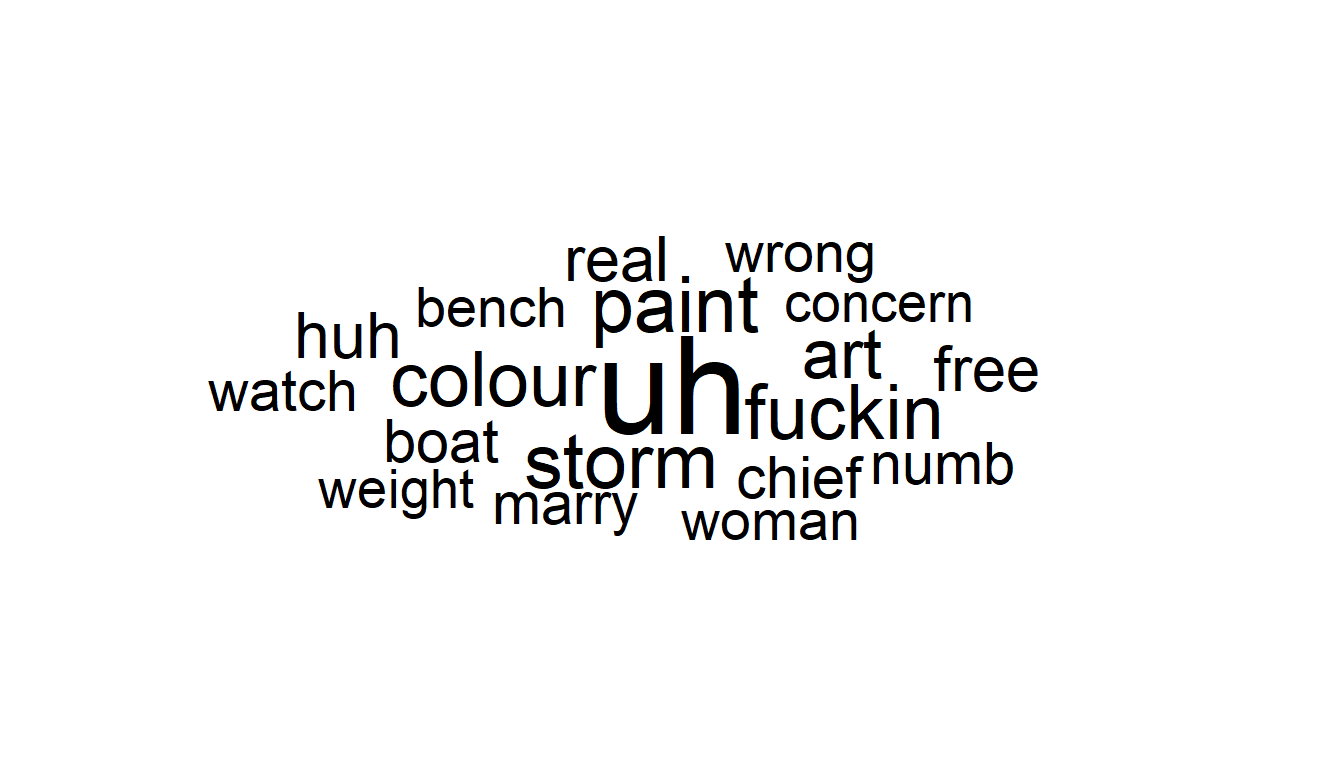 real wrong
bench paint concern
huh art
watch colour uh free
boat fuckin
storm chief numb
weight marry woman